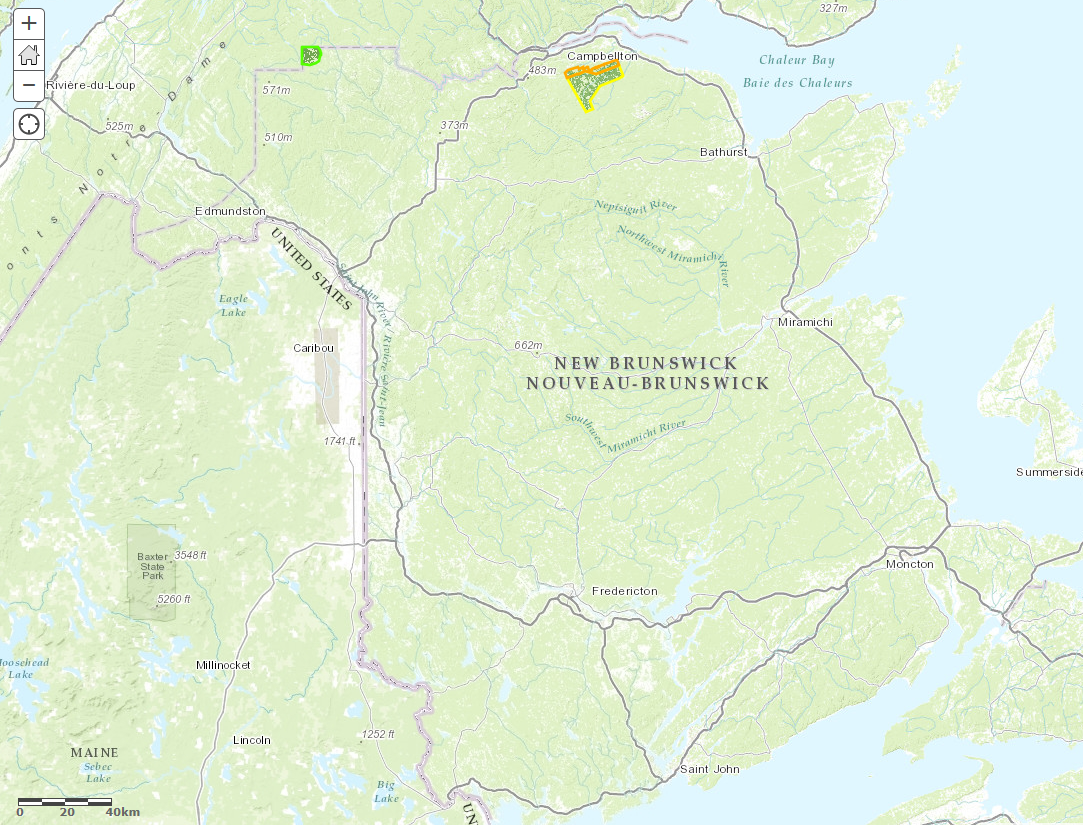 327m
Campbellton
Chaleur Bay
Baie des Chaleurs
483m
Rivière-du-Loup
571m
onts Notre Dame
525m
373m
510m
Bathurst
Edmundston
Nepisiguit River
Northwest Miramichi
River
UNITED STATES
Saint John River / Rivière Saint-Jean
Eagle
Lake
Miramichi
Caribou
662m
NEW BRUNSWICK
NOUVEAU-BRUNSWICK
Southwest
Miramichi River
1741 ft
Summerside
Baxter
State
Park
3548 ft
Moncton
5260 ft
Fredericton
Moosehead
Lake
Millinocket
1252 ft
Lincoln
MAINE
Sebec
Lake
Saint John
Big
Lake
UN
0 20 40km